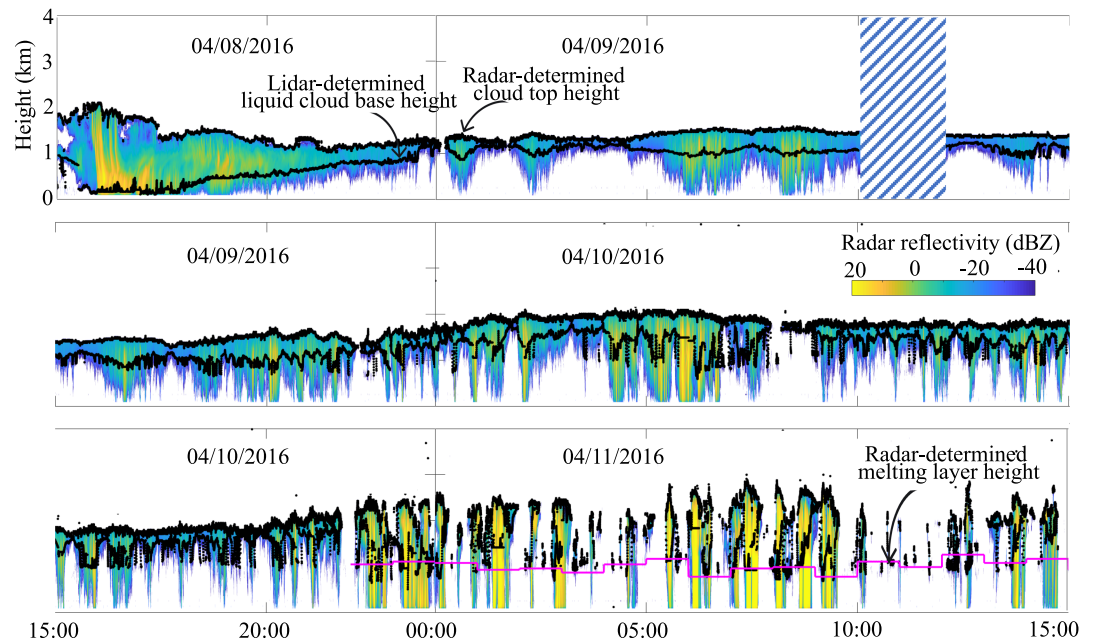 4
3
2
1
0
Height (km)
04/08/2016
04/09/2016
Lidar-determined
liquid cloud base height
Radar-determined
cloud top height
04/09/2016
04/10/2016
Radar reflectivity (dBZ)
20 0 -20 -40
04/10/2016
04/11/2016
Radar-determined
melting layer height
15:00 20:00 00:00 05:00 10:00 15:00